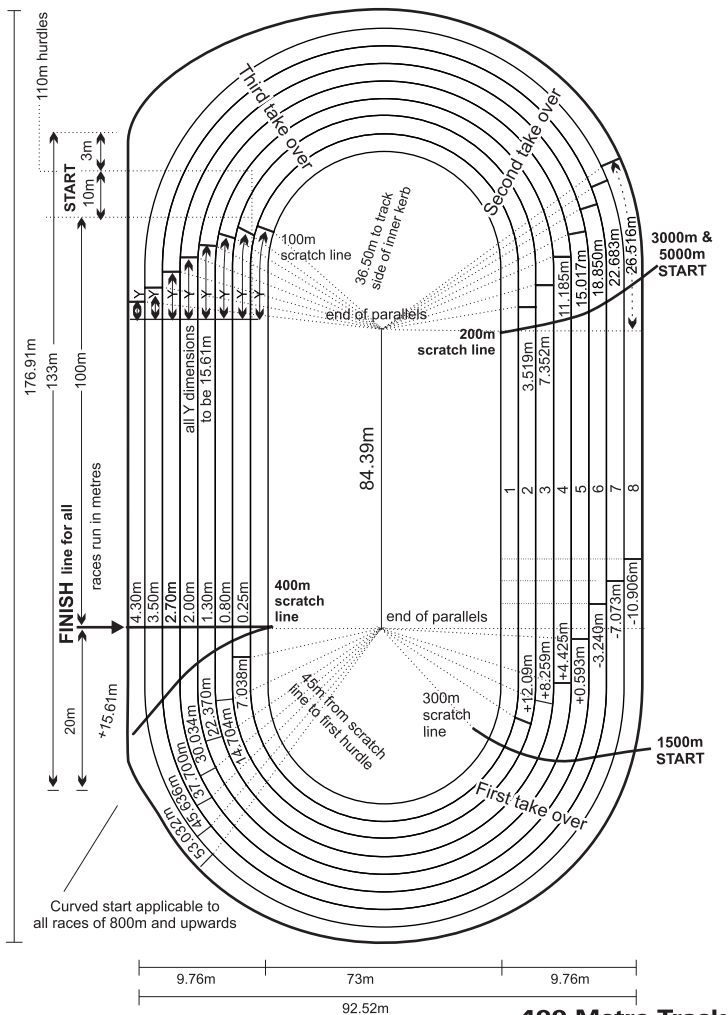 110m hurdles
Third take over
Second take over
3m
START
10m
100m
scratch line
36.50m to track
side of inner kerb
end of parallels
200m
scratch line
3000m &
5000m
START
3.519m
7.352m
11.185m
15.017m
18.850m
22.683m
26.516m
Y
Y
Y
Y
Y
Y
Y
Y
all Y dimensions
to be 15.61m
176.91m
133m
100m
84.39m
1
2
3
4
5
6
7
8
FINISH line for all
races run in metres
4.30m
3.50m
2.70m
2.00m
1.30m
0.80m
0.25m
400m
scratch
line
end of parallels
+12.09m
+8.259m
+4.425m
+0.593m
-3.240m
-7.073m
-10.906m
20m
+15.61m
7.038m
14.704m
22.370m
30.034m
37.700m
45.636m
53.032m
45m from scratch
line to first hurdle
300m
scratch
line
1500m
START
First take over
Curved start applicable to
all races of 800m and upwards
9.76m
73m
9.76m
92.52m
400 Metre Track